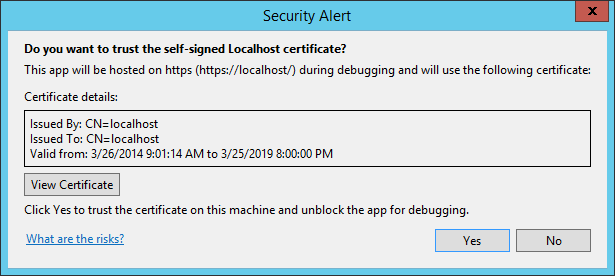 Security Alert
x
Do you want to trust the self-signed Localhost certificate?
This app will be hosted on https (https://localhost/) during debugging and will use the following certificate:
Certificate details:
Issued By: CN=localhost
Issued To: CN=localhost
Valid from: 3/26/2014 9:01:14 AM to 3/25/2019 8:00:00 PM
View Certificate
Click Yes to trust the certificate on this machine and unblock the app for debugging.
What are the risks? Yes No